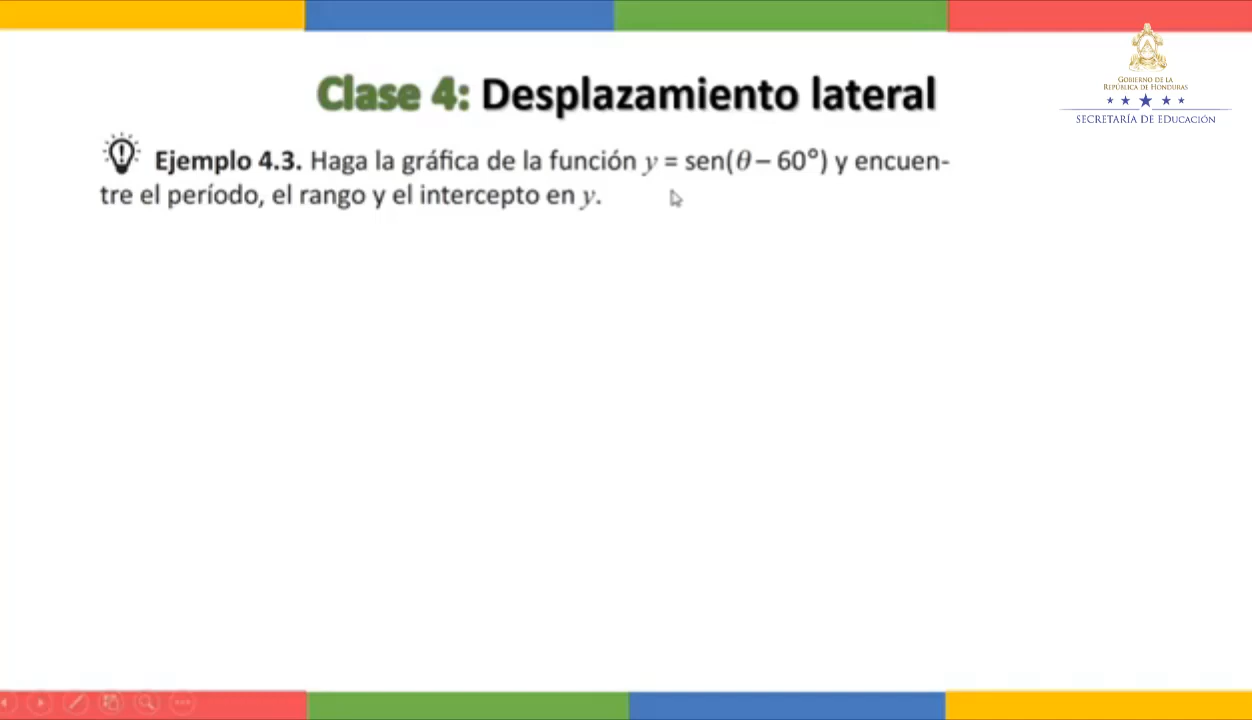 Clase 4: Desplazamiento lateral
GOBIERNO DE LA
REPÚBLICA DE HONDURAS
SECRETARÍA DE EDUCACIÓN
Ejemplo 4.3. Haga la gráfica de la función y = sen(θ – 60°) y encuen-
tre el período, el rango y el intercepto en y.